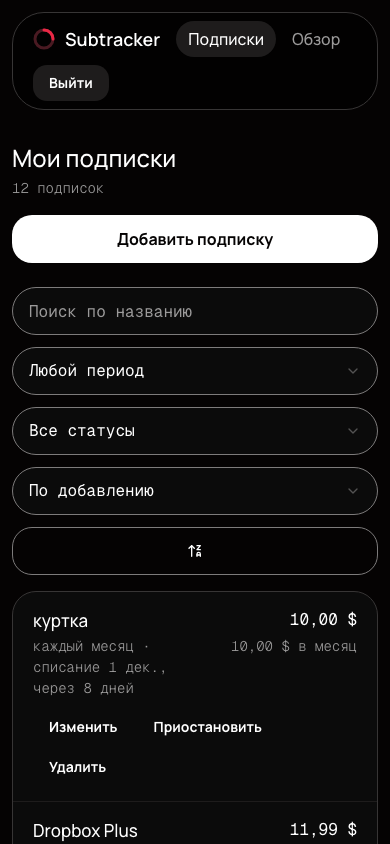 Subtracker Подписки Обзор
Выйти
Мои подписки
12 подписок
Добавить подписку
Поиск по названию
Любой период
Все статусы
По добавлению
Z
A
куртка 10,00 $
каждый месяц · 10,00 $ в месяц
списание 1 дек.,
через 8 дней
Изменить Приостановить
Удалить
Dropbox Plus 11,99 $